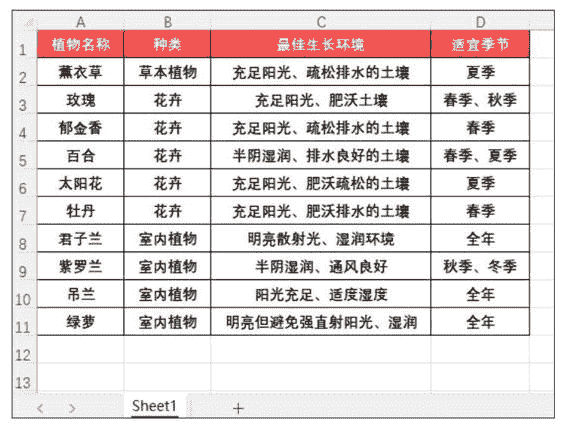 A B C D
1 植物名称 种类 最佳生长环境 适宜季节
2 薰衣草 草本植物 充足阳光、疏松排水的土壤 夏季
3 玫瑰 花卉 充足阳光、肥沃土壤 春季、秋季
4 郁金香 花卉 充足阳光、疏松排水的土壤 春季
5 百合 花卉 半阴湿润、排水良好的土壤 春季、夏季
6 太阳花 花卉 充足阳光、肥沃疏松的土壤 夏季
7 牡丹 花卉 充足阳光、肥沃排水的土壤 春季
8 君子兰 室内植物 明亮散射光、湿润环境 全年
9 紫罗兰 室内植物 半阴湿润、通风良好 秋季、冬季
10 吊兰 室内植物 阳光充足、适度湿度 全年
11 绿萝 室内植物 明亮但避免强直射阳光、湿润 全年
12
13
Sheet1